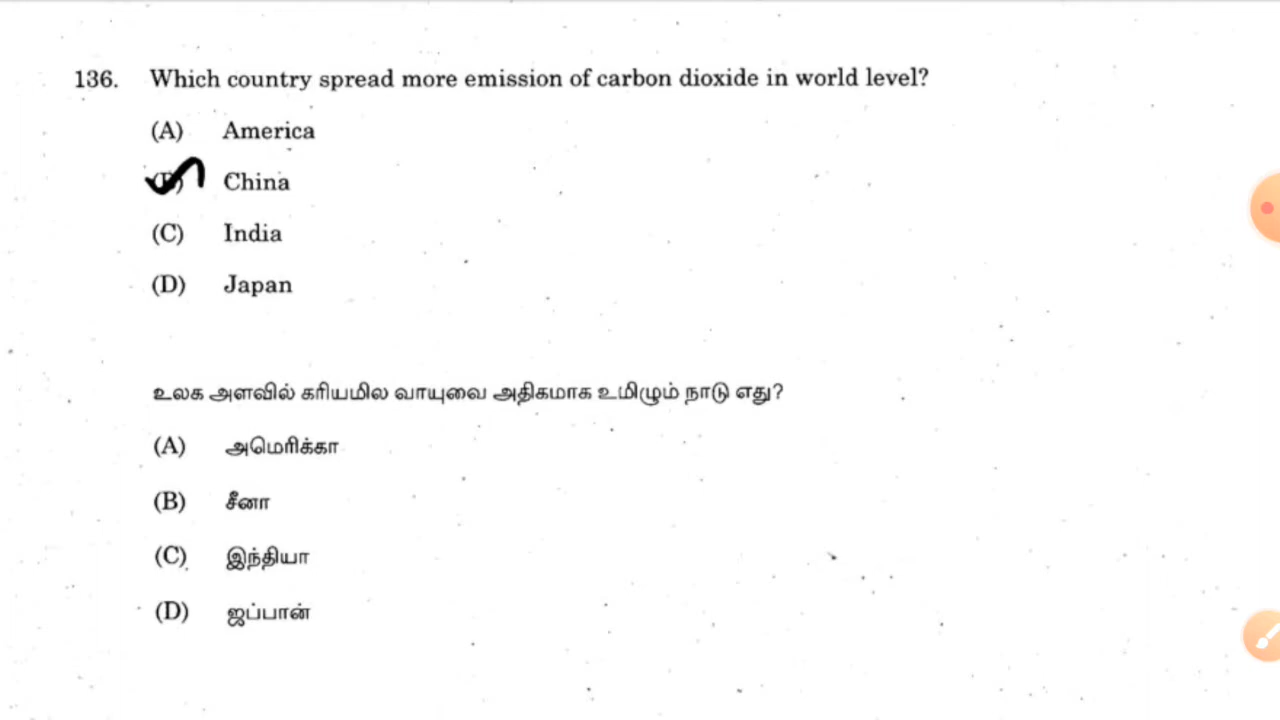 136. Which country spread more emission of carbon dioxide in world level?
(A) America
China
(C) India
(D) Japan
உலக அளவில் கரியமில வாயுவை அதிகமாக உமிழும் நாடு எது?
(A) அமெரிக்கா
(B) சீனா
(C) இந்தியா
(D) ஜப்பான்